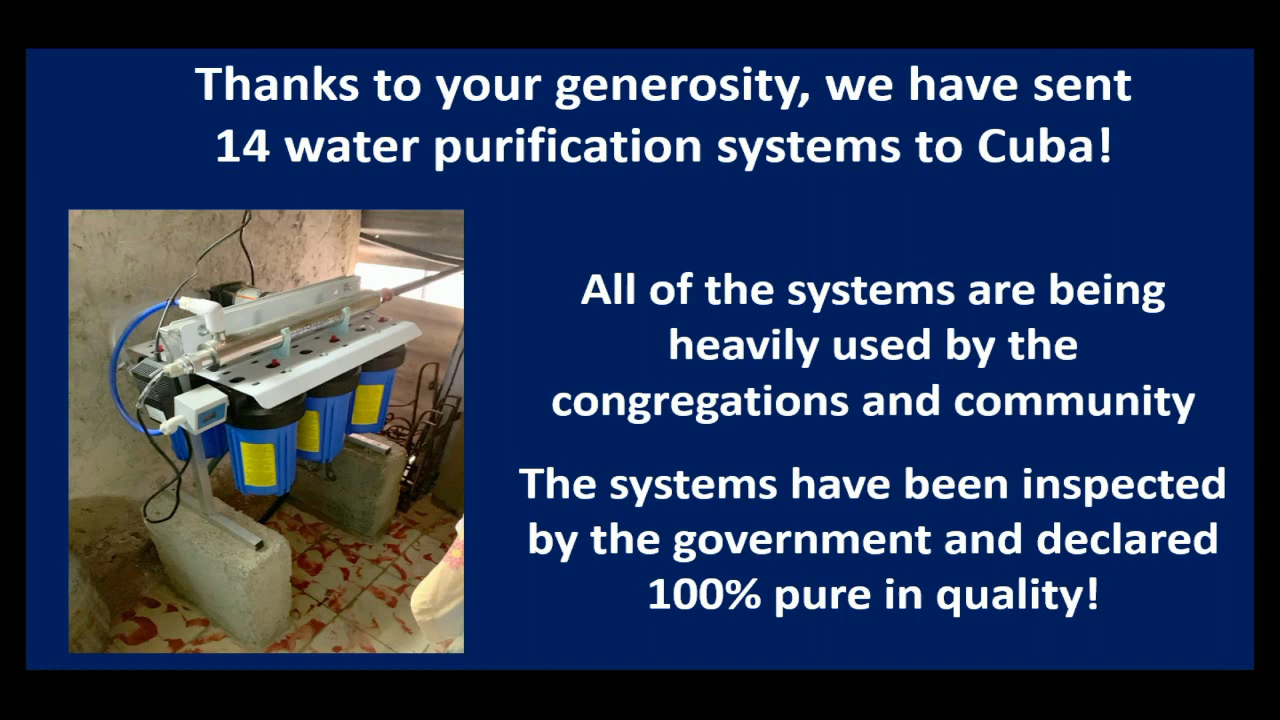 Thanks to your generosity, we have sent
14 water purification systems to Cuba!
All of the systems are being
heavily used by the
congregations and community
The systems have been inspected
by the government and declared
100% pure in quality!